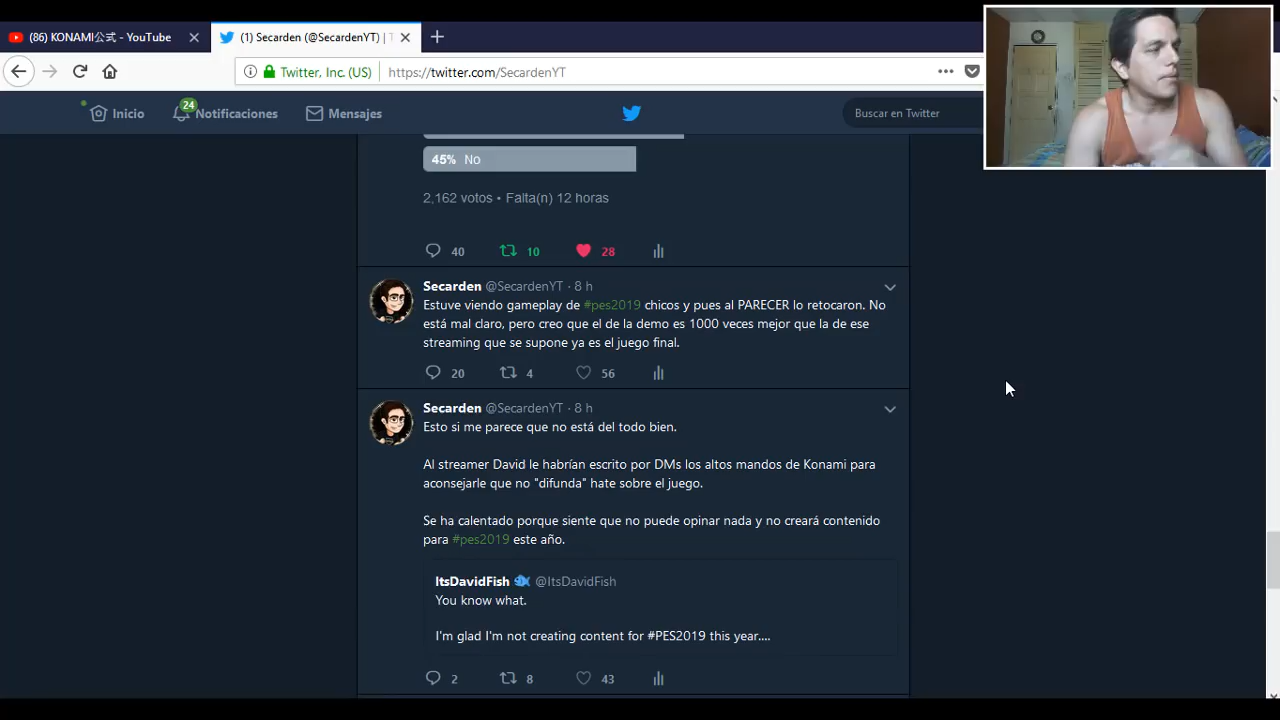 (86) KONAMI公式 - YouTube
(1) Secarden (@SecardenYT) | T
Twitter, Inc. (US)
https://twitter.com/SecardenYT
24
Inicio
Notificaciones
Mensajes
Buscar en Twitter
45% No
2,162 votos • Falta(n) 12 horas
40 10 28
Secarden @SecardenYT · 8 h
Estuve viendo gameplay de #pes2019 chicos y pues al PARECER lo retocaron. No
está mal claro, pero creo que el de la demo es 1000 veces mejor que la de ese
streaming que se supone ya es el juego final.
20 4 56
Secarden @SecardenYT · 8 h
Esto si me parece que no está del todo bien.
Al streamer David le habrían escrito por DMs los altos mandos de Konami para
aconsejarle que no "difunda" hate sobre el juego.
Se ha calentado porque siente que no puede opinar nada y no creará contenido
para #pes2019 este año.
ItsDavidFish @ItsDavidFish
You know what.
I'm glad I'm not creating content for #PES2019 this year....
2 8 43